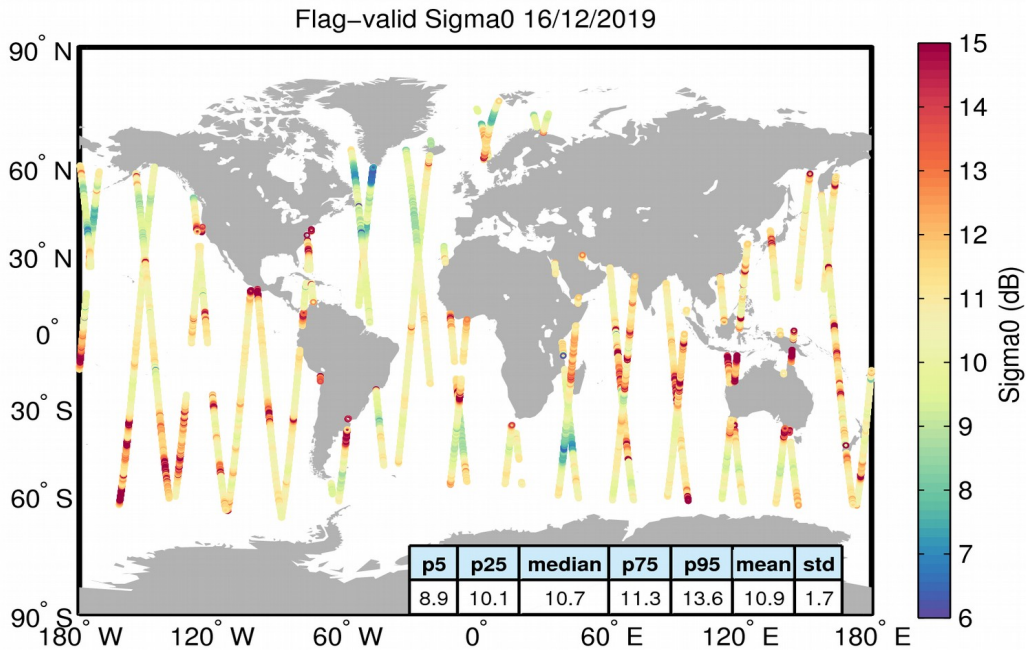 Flag-valid Sigma0 16/12/2019
90° N
60° N
30° N
0°
30° S
60° S
90° S
180° W
120° W
60° W
0°
60° E
120° E
180° E
p5 p25 median p75 p95 mean std
8.9 10.1 10.7 11.3 13.6 10.9 1.7
15
14
13
12
11
10
9
8
7
6
Sigma0 (dB)